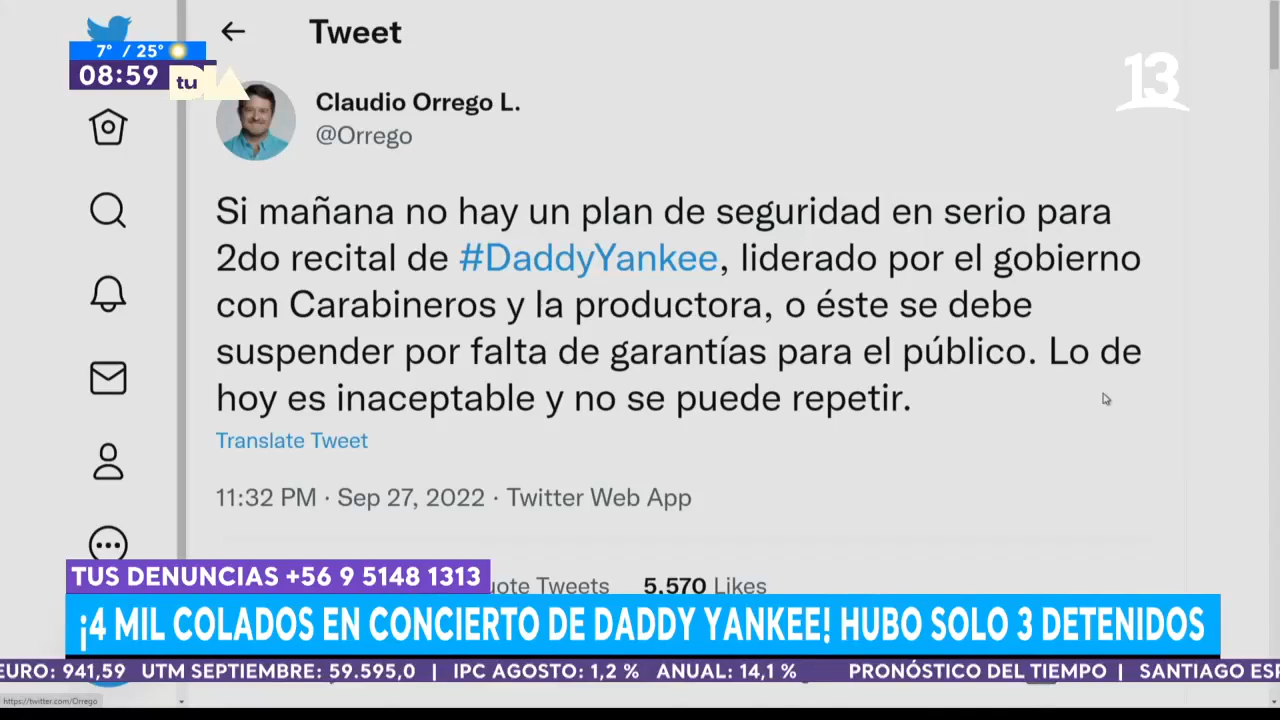 Tweet
7° / 25°
08:59
tu
DIA
13
Claudio Orrego L.
@Orrego
Si mañana no hay un plan de seguridad en serio para
2do recital de #DaddyYankee, liderado por el gobierno
con Carabineros y la productora, o éste se debe
suspender por falta de garantías para el público. Lo de
hoy es inaceptable y no se puede repetir.
Translate Tweet
11:32 PM · Sep 27, 2022 · Twitter Web App
TUS DENUNCIAS +56 9 5148 1313
Tweets 5,570 Likes
¡4 MIL COLADOS EN CONCIERTO DE DADDY YANKEE! HUBO SOLO 3 DETENIDOS
EURO: 941,59 UTM SEPTIEMBRE: 59.595,0 | IPC AGOSTO: 1,2 % ANUAL: 14,1 % PRONÓSTICO DEL TIEMPO | SANTIAGO
https://twitter.com/Orrego